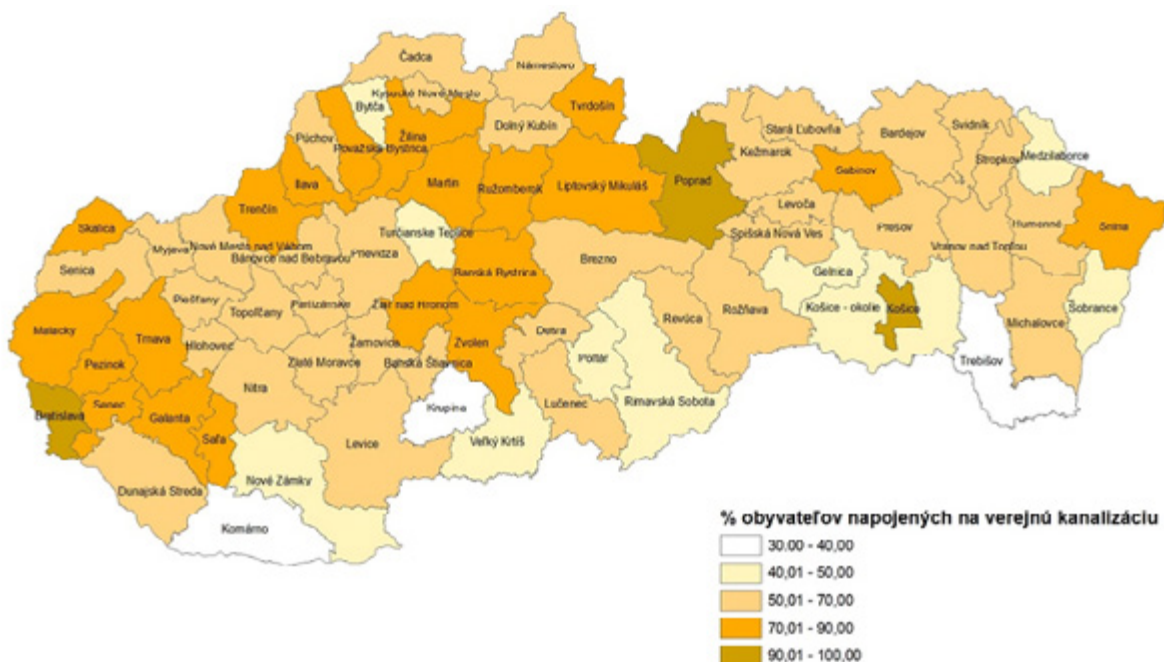 Čadca
Námestovo
Kysucké Nové Mesto
Bytča
Tvrdošín
Púchov
Žilina
Dolný Kubín
Považská Bystrica
Stará Ľubovňa
Bardejov
Svidník
Kežmarok
Stropkov
Medzilaborce
Ilava
Martin
Ružomberok
Liptovský Mikuláš
Poprad
Sabinov
Trenčín
Levoča
Skalica
Turčianske Teplice
Prešov
Humenné
Snina
Myjava
Nové Mesto nad Váhom
Spišská Nová Ves
Vranov nad Topľou
Bánovce nad Bebravou
Prievidza
Brezno
Senica
Banská Bystrica
Gelnica
Piešťany
Partizánske
Topoľčany
Žiar nad Hronom
Košice - okolie
Košice
Šobrance
Rožňava
Revúca
Michalovce
Malacky
Trnava
Detva
Hlohovec
Žarnovica
Zvolen
Poltár
Trebišov
Pezinok
Zlaté Moravce
Banská Štiavnica
Nitra
Rimavská Sobota
Bratislava
Senec
Galanta
Krupina
Lučenec
Šaľa
Levice
Veľký Krtíš
Nové Zámky
Dunajská Streda
Komárno
% obyvateľov napojených na verejnú kanalizáciu
30.00 - 40,00
40,01 - 50,00
50,01 - 70,00
70,01 - 90,00
90,01 - 100,00